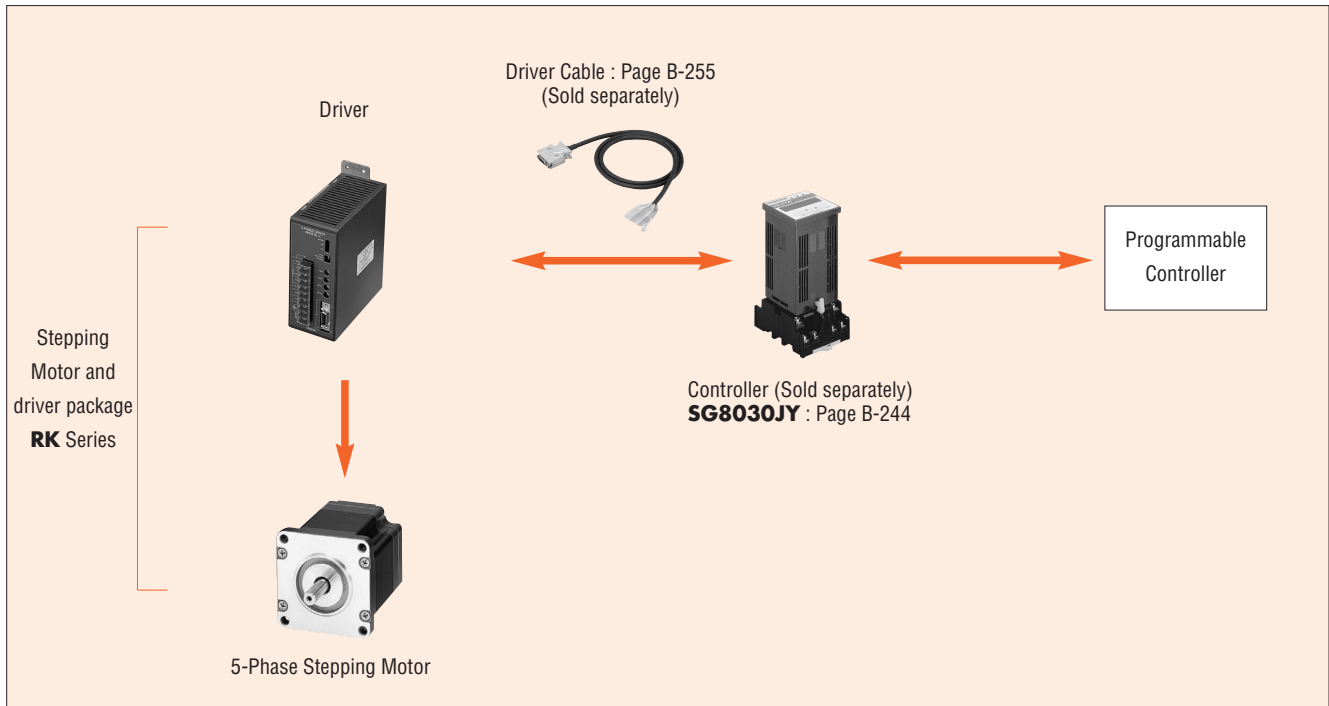 Driver Cable : Page B-255
(Sold separately)
Driver
Programmable
Controller
Stepping
Motor and
driver package
RK Series
Controller (Sold separately)
SG8030JY : Page B-244
5-Phase Stepping Motor